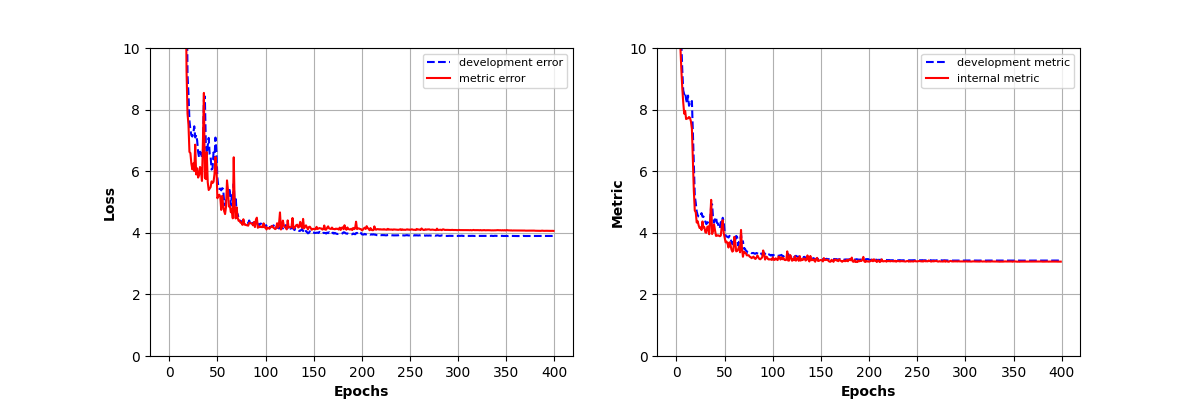 10
8
6
4
2
0
Loss
0 50 100 150 200 250 300 350 400
Epochs
development error
metric error
10
8
6
4
2
0
Metric
0 50 100 150 200 250 300 350 400
Epochs
development metric
internal metric